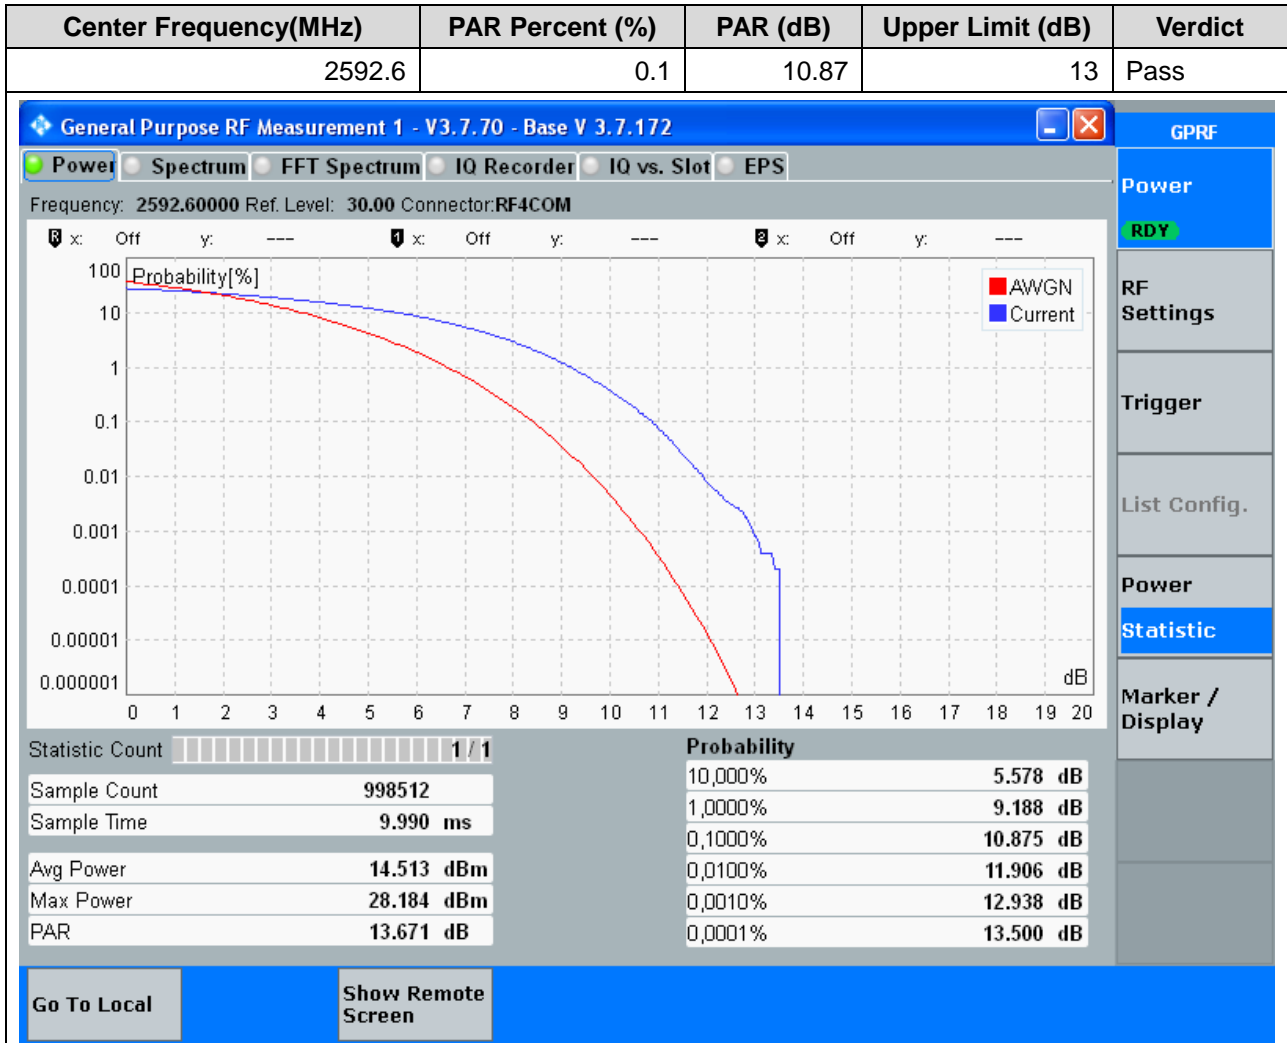 Center Frequency(MHz) PAR Percent (%) PAR (dB) Upper Limit (dB) Verdict
2592.6 0.1 10.87 13 Pass
General Purpose RF Measurement 1 - V3.7.70 - Base V 3.7.172
GPRF
Power Spectrum FFT Spectrum IQ Recorder IQ vs. Slot EPS
Frequency: 2592.60000 Ref. Level: 30.00 Connector:RF4COM
R x: Off y: --- 1 x: Off y: --- 2 x: Off y: ---
Probability[%]
AWGN
Current
100
10
1
0.1
0.01
0.001
0.0001
0.00001
0.000001
dB
0 1 2 3 4 5 6 7 8 9 10 11 12 13 14 15 16 17 18 19 20
Statistic Count 1 / 1
Sample Count 998512
Sample Time 9.990 ms
Avg Power 14.513 dBm
Max Power 28.184 dBm
PAR 13.671 dB
Probability
10,000% 5.578 dB
1,0000% 9.188 dB
0,1000% 10.875 dB
0,0100% 11.906 dB
0,0010% 12.938 dB
0,0001% 13.500 dB
Power
RDY
RF
Settings
Trigger
List Config.
Power
Statistic
Marker /
Display
Go To Local
Show Remote
Screen